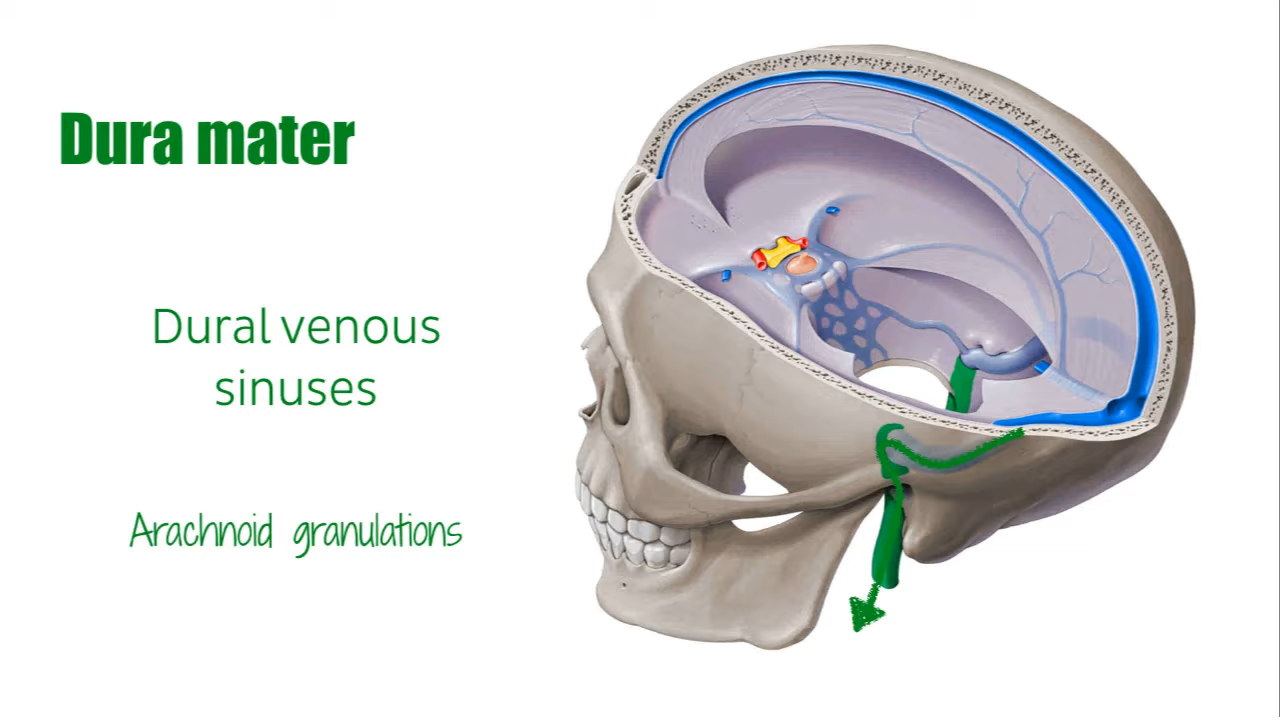 Dura mater
Dural venous
sinuses
Arachnoid granulations